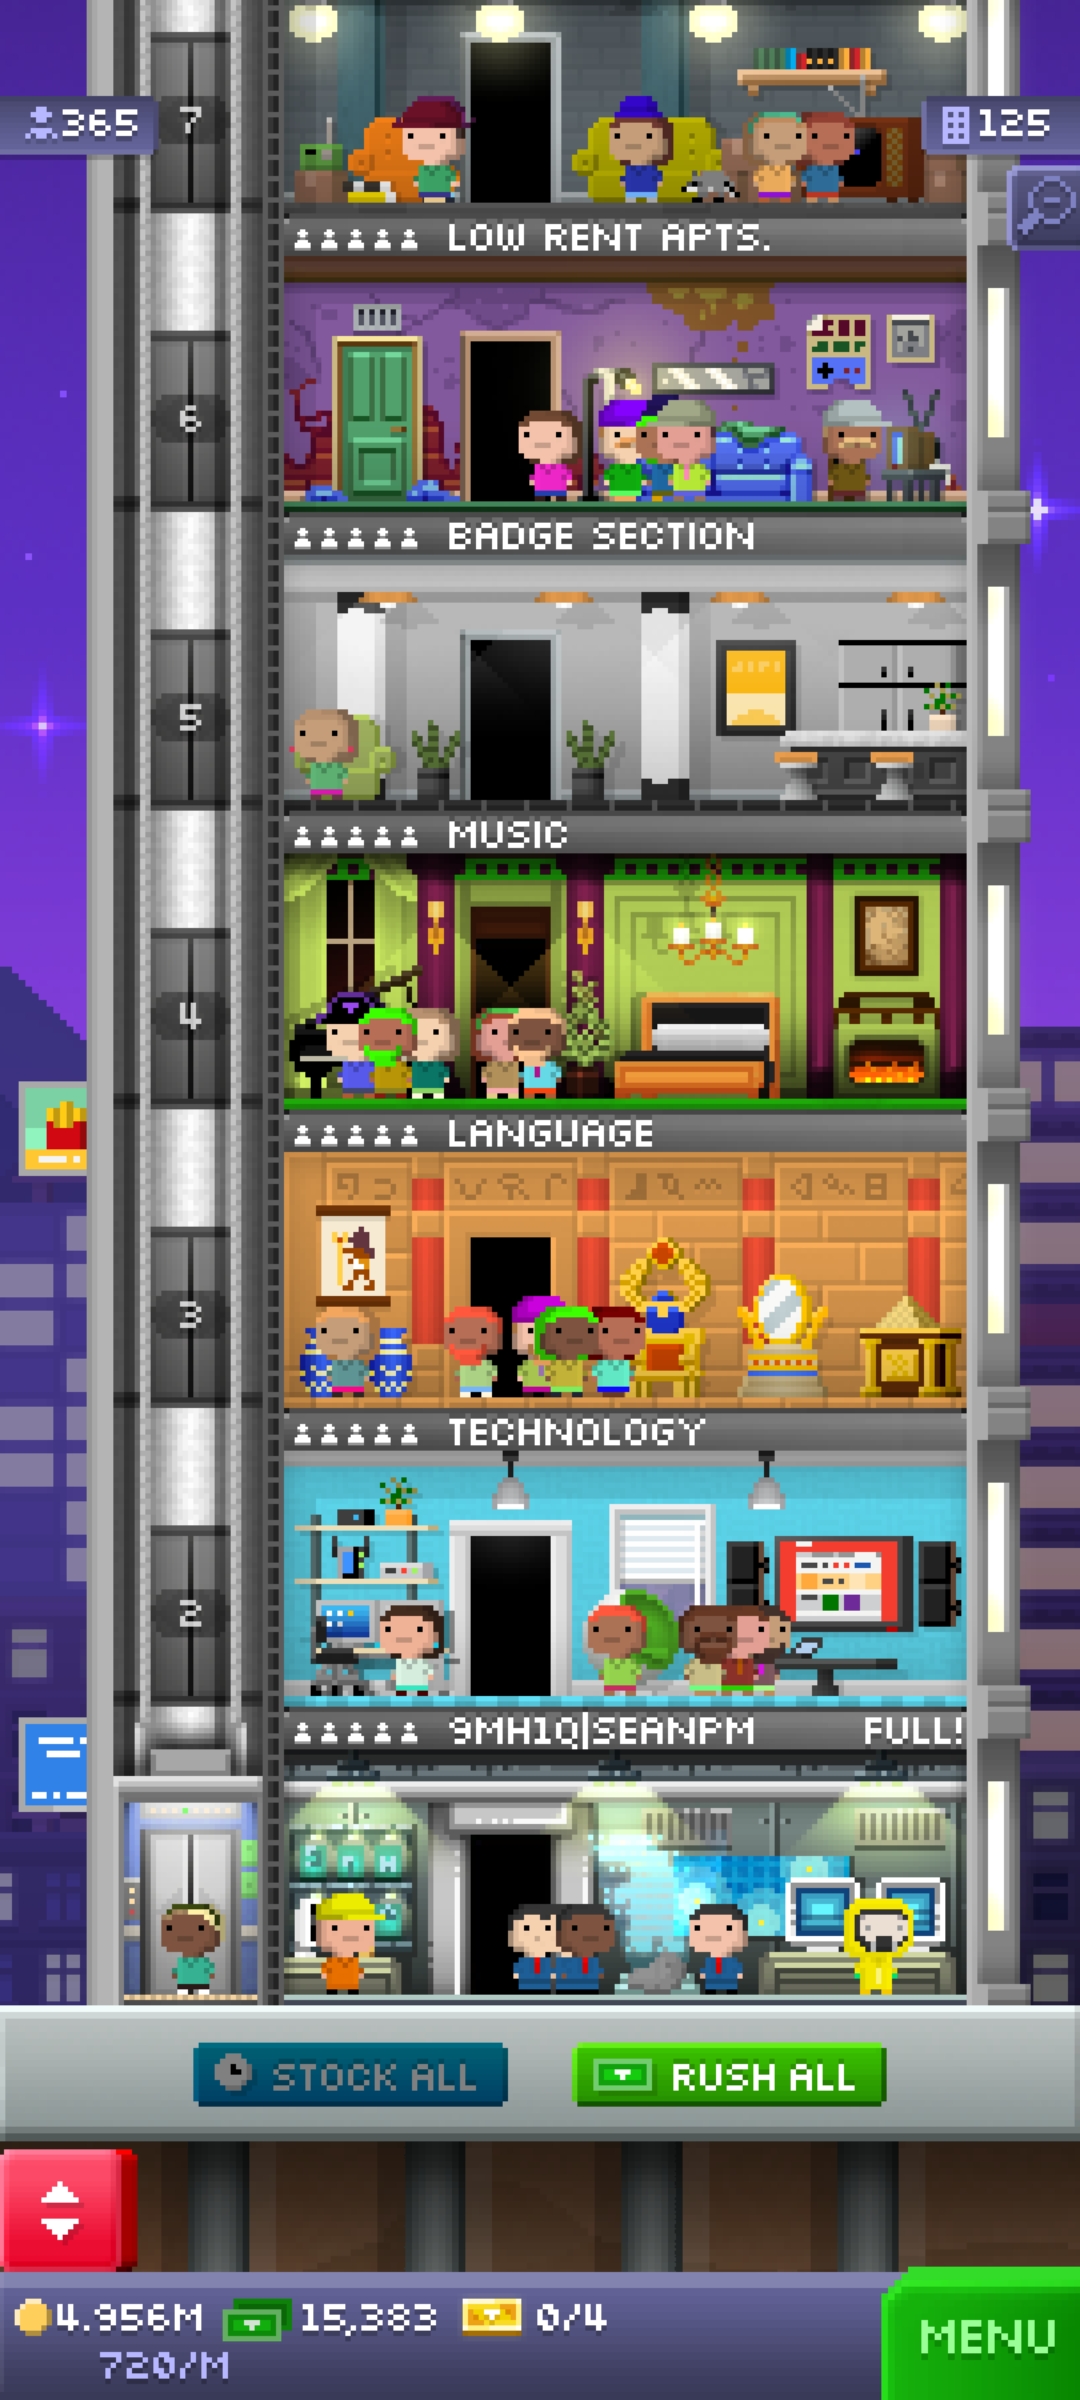 365
7
125
LOW RENT APTS.
6
BADGE SECTION
5
MUSIC
4
LANGUAGE
3
TECHNOLOGY
2
9MH1Q|SEANPM FULL!
STOCK ALL
RUSH ALL
4.956M
15,383
0/4
720/M
MENU